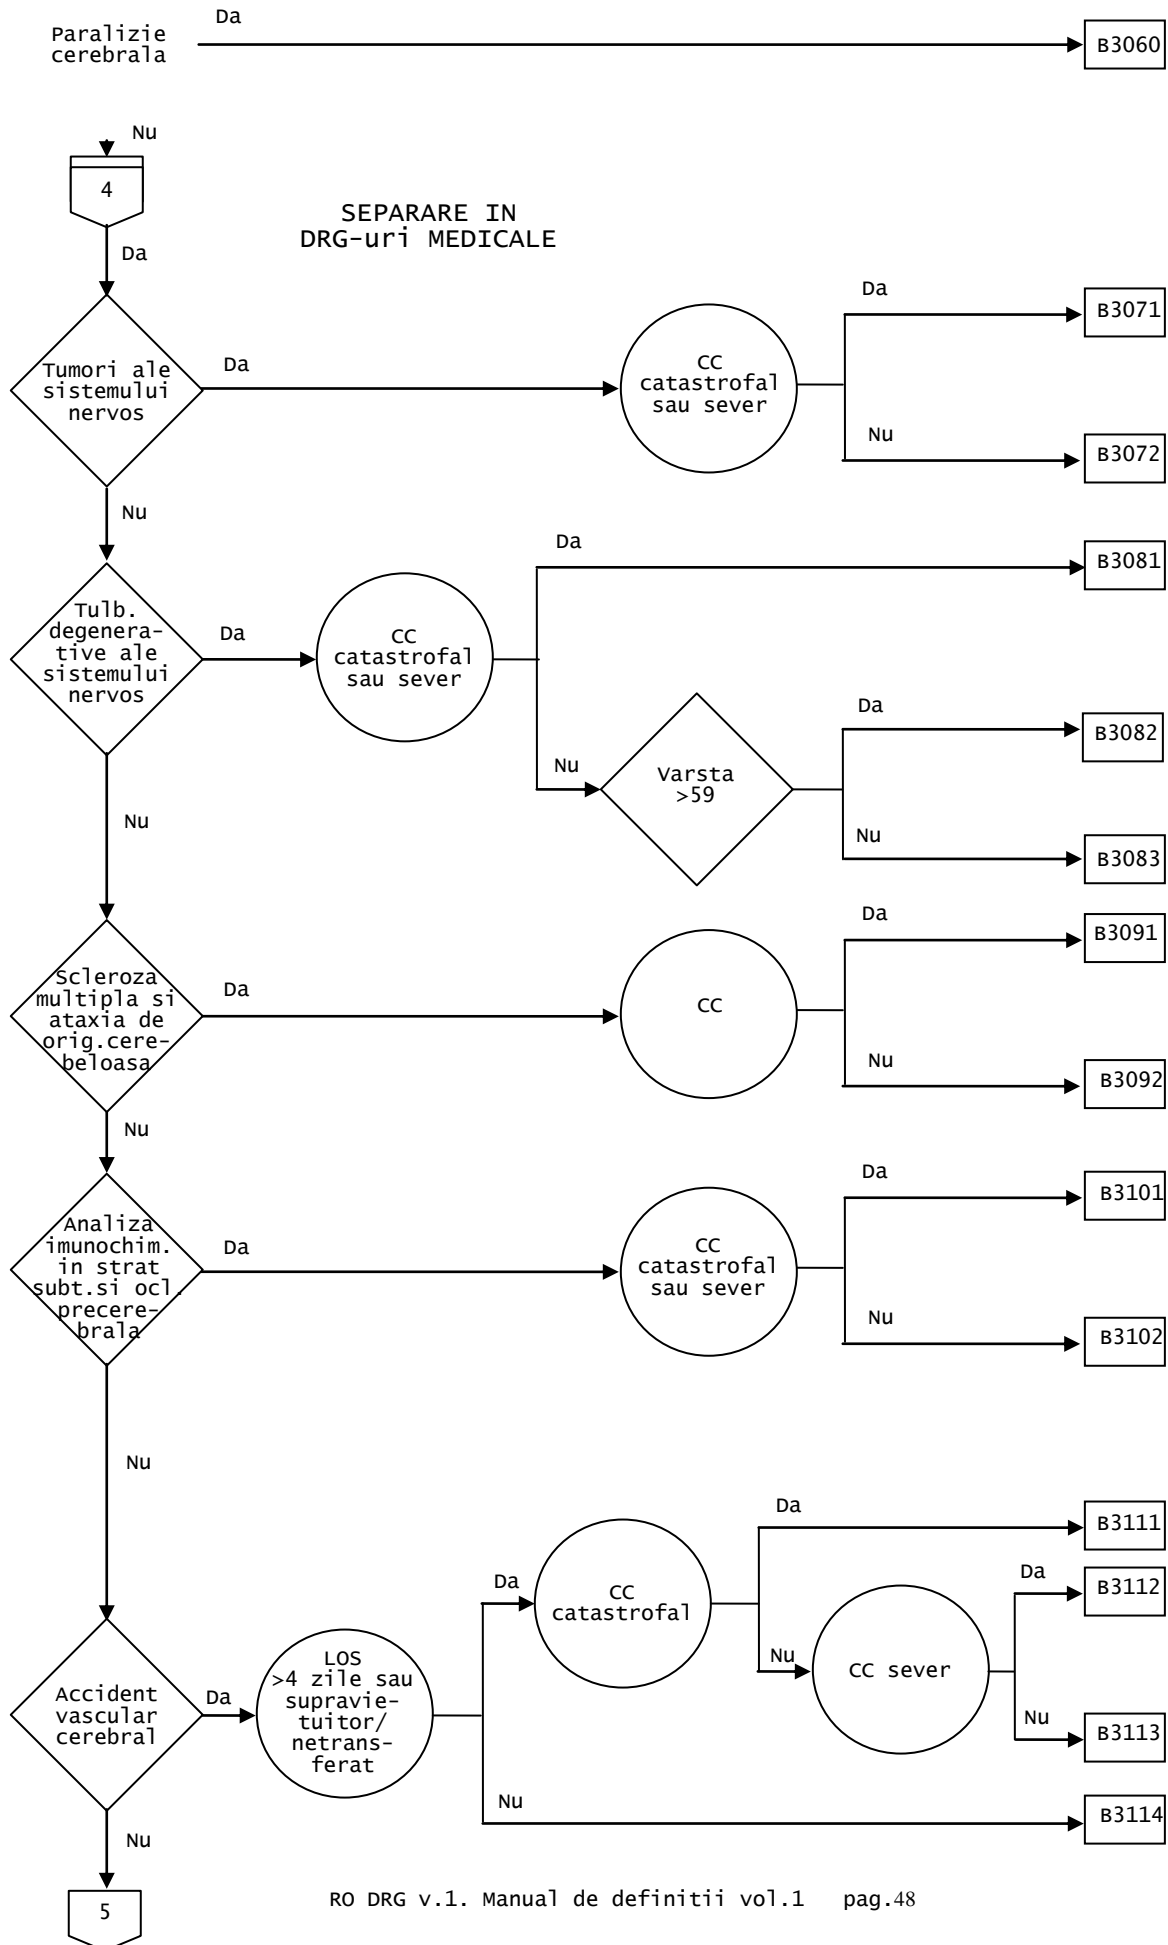 Da
Paralizie
cerebrala
B3060
Nu
4
SEPARARE IN
DRG-uri MEDICALE
Da
Tumori ale
sistemului
nervos
Da
CC
catastrofal
sau sever
Da
B3071
Nu
B3072
Nu
Tulb.
degenera-
tive ale
sistemului
nervos
Da
CC
catastrofal
sau sever
Da
B3081
Nu
Varsta
>59
Da
B3082
Nu
B3083
Nu
Scleroza
multipla si
ataxia de
orig.cere-
beloasa
Da
CC
Da
B3091
Nu
B3092
Nu
Analiza
imunochim.
in strat
subt.si ocl.
precere-
brala
Da
CC
catastrofal
sau sever
Da
B3101
Nu
B3102
Nu
Accident
vascular
cerebral
Da
LOS
>4 zile sau
supravie-
tuitor/
netrans-
ferat
Da
CC
catastrofal
Da
B3111
Nu
CC sever
Da
B3112
Nu
B3113
Nu
B3114
Nu
5
RO DRG v.1. Manual de definitii vol.1 pag.48